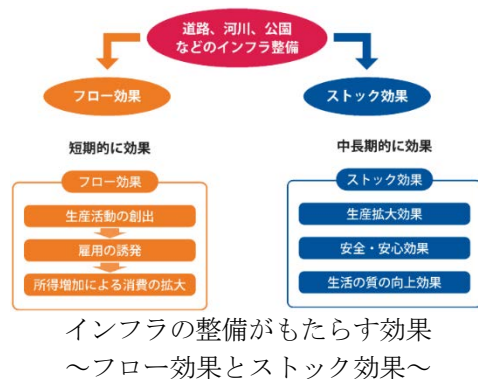 道路、河川、公園
などのインフラ整備
フロー効果
ストック効果
短期的に効果
中長期的に効果
フロー効果
生産活動の創出
雇用の誘発
所得増加による消費の拡大
ストック効果
生産拡大効果
安全・安心効果
生活の質の向上効果
インフラの整備がもたらす効果
～フロー効果とストック効果～